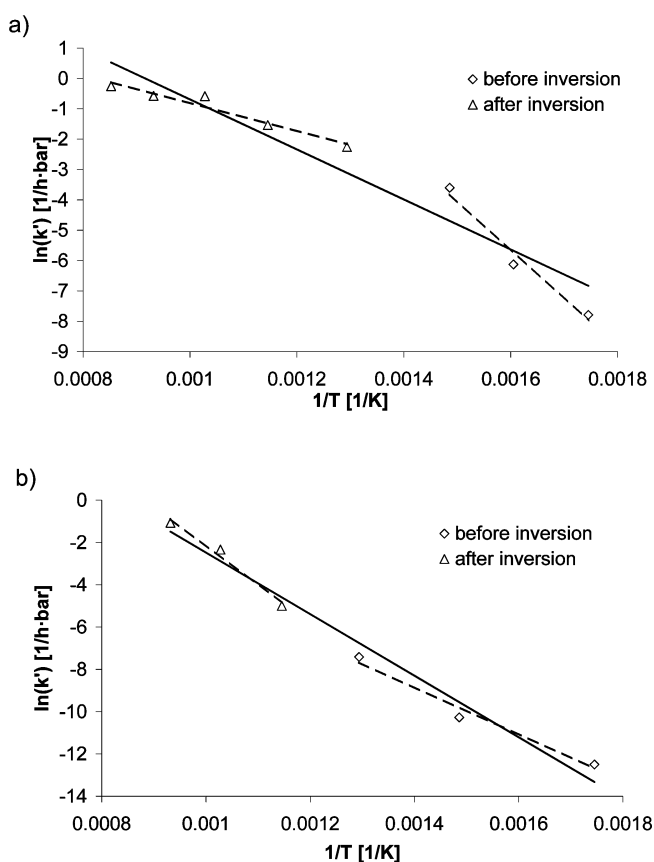 a)
1
0
-1
-2
-3
-4
-5
-6
-7
-8
-9
ln(k') [1/h·bar)
◇ before inversion
△ after inversion
0.0008 0.001 0.0012 0.0014 0.0016 0.0018
1/T [1/K]
b)
0
-2
-4
-6
-8
-10
-12
-14
ln(k') [1/h·bar)
◇ before inversion
△ after inversion
0.0008 0.001 0.0012 0.0014 0.0016 0.0018
1/T [1/K]